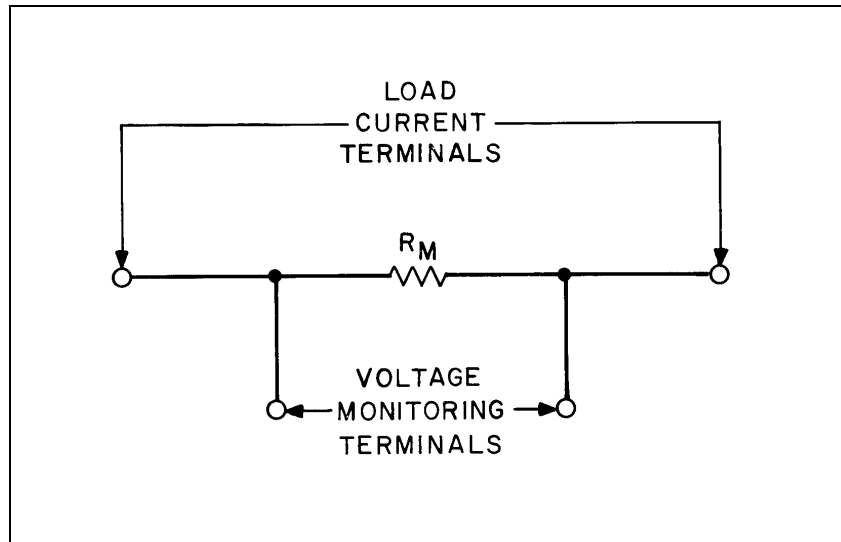 LOAD
CURRENT
TERMINALS
RM
VOLTAGE
MONITORING
TERMINALS